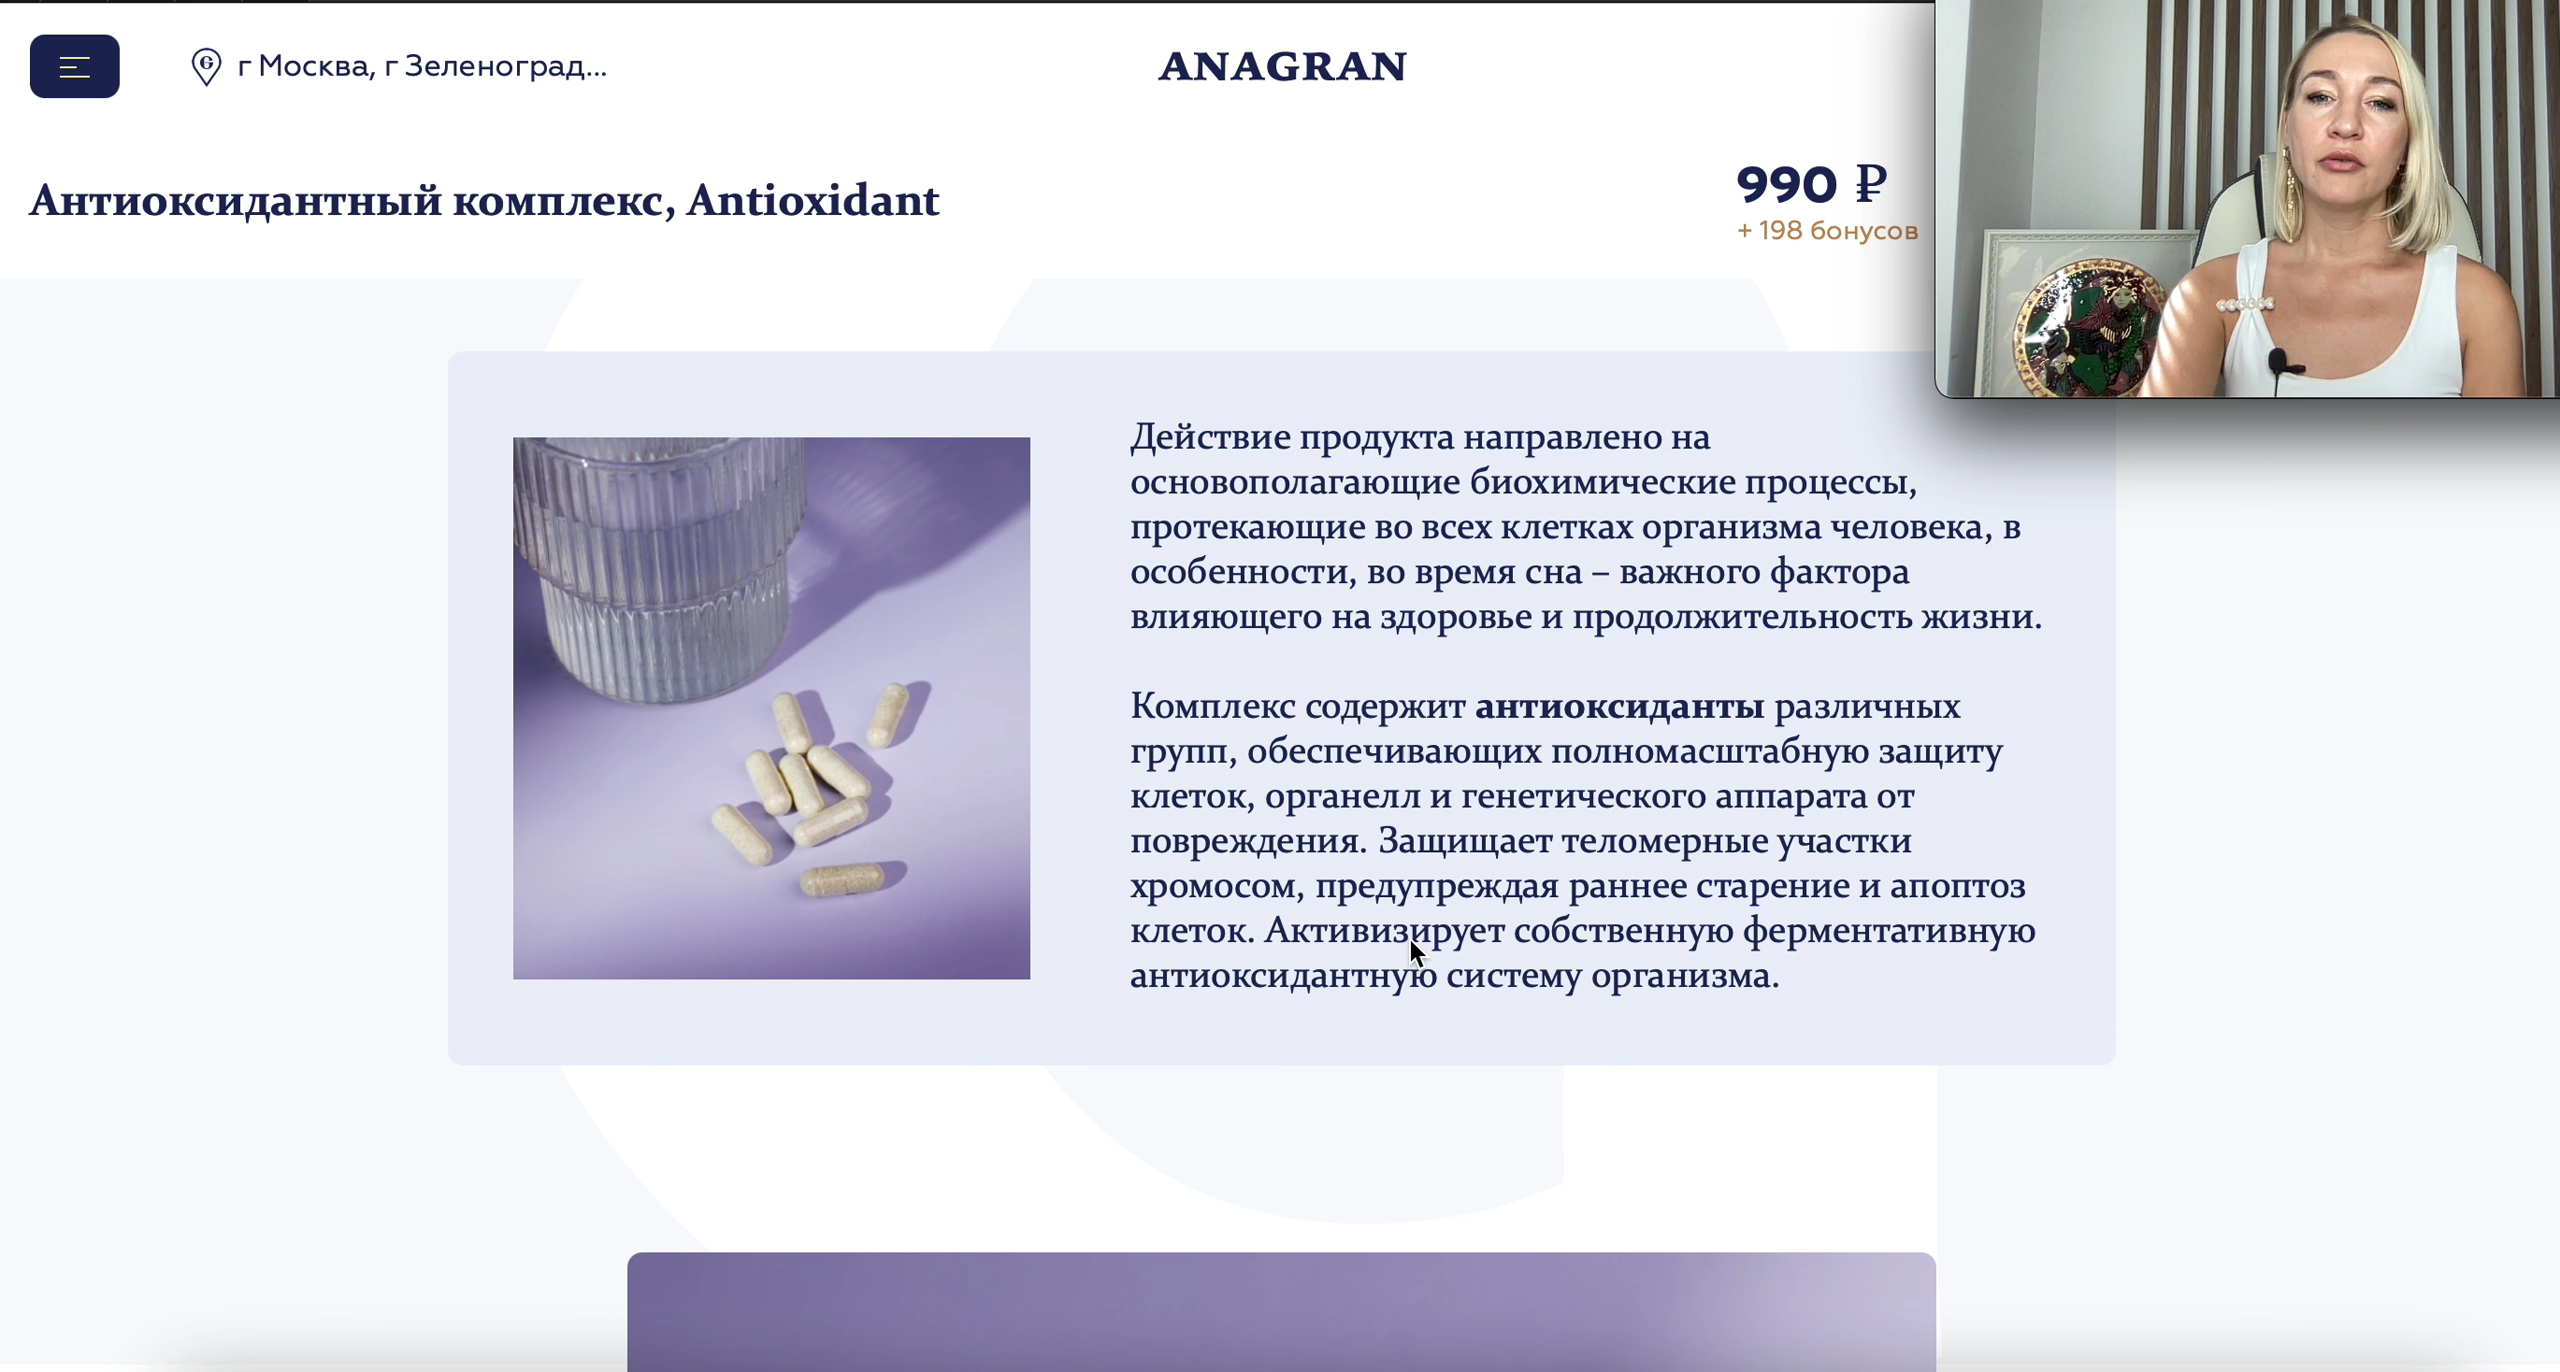 г Москва, г Зеленоград...
ANAGRAN
Антиоксидантный комплекс, Antioxidant
990 ₽
+ 198 бонусов
Действие продукта направлено на
основополагающие биохимические процессы,
протекающие во всех клетках организма человека, в
особенности, во время сна – важного фактора
влияющего на здоровье и продолжительность жизни.
Комплекс содержит антиоксиданты различных
групп, обеспечивающих полномасштабную защиту
клеток, органелл и генетического аппарата от
повреждения. Защищает теломерные участки
хромосом, предупреждая раннее старение и апоптоз
клеток. Активизирует собственную ферментативную
антиоксидантную систему организма.